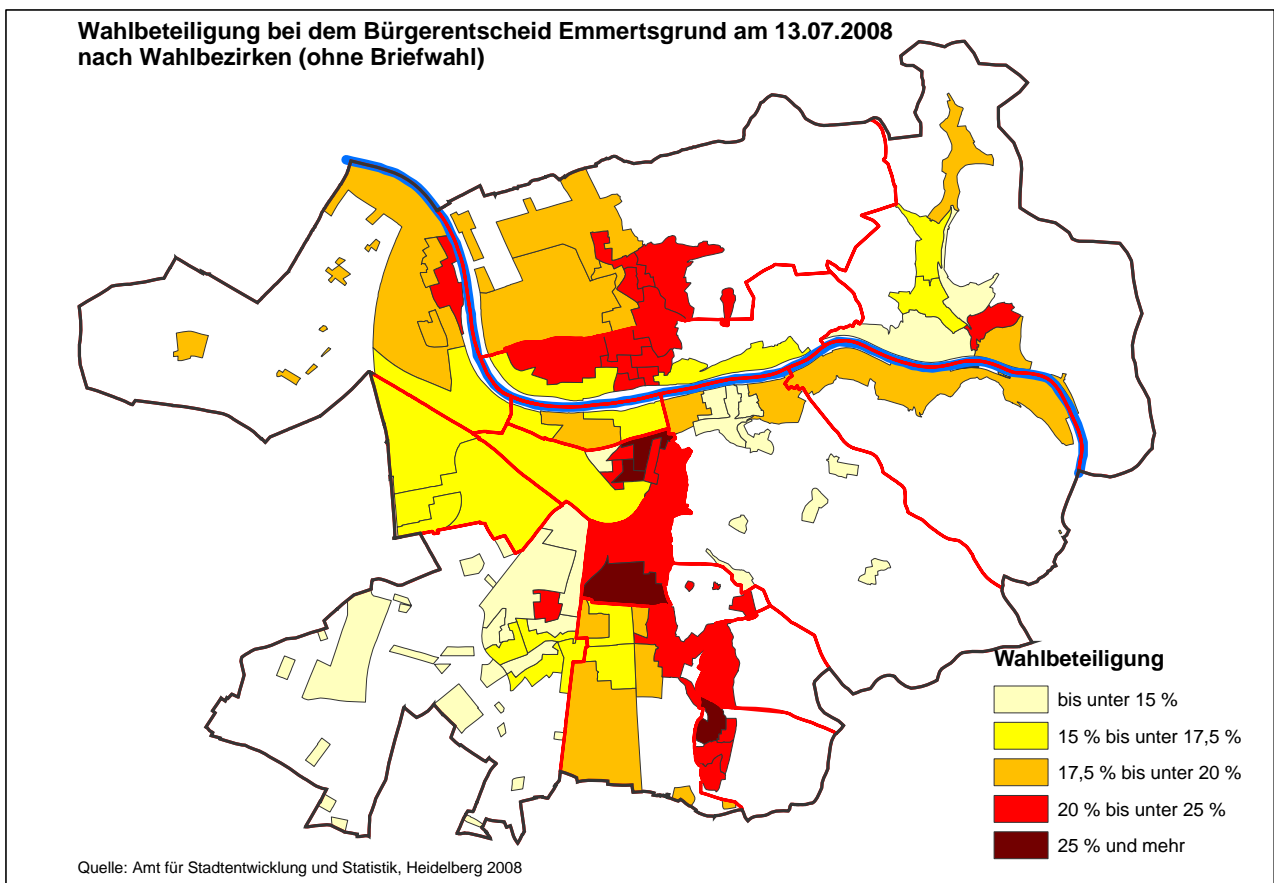 Wahlbeteiligung bei dem Bürgerentscheid Emmertsgrund am 13.07.2008
nach Wahlbezirken (ohne Briefwahl)
Wahlbeteiligung
bis unter 15 %
15 % bis unter 17,5 %
17,5 % bis unter 20 %
20 % bis unter 25 %
25 % und mehr
Quelle: Amt für Stadtentwicklung und Statistik, Heidelberg 2008